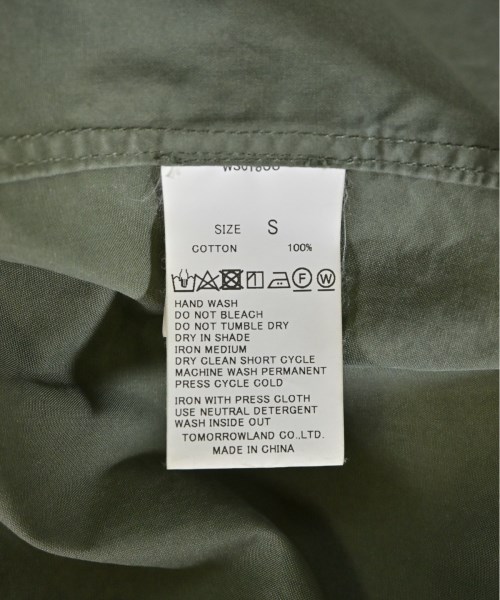 SIZE S
COTTON 100%
F W
HAND WASH
DO NOT BLEACH
DO NOT TUMBLE DRY
DRY IN SHADE
IRON MEDIUM
DRY CLEAN SHORT CYCLE
MACHINE WASH PERMANENT
PRESS CYCLE COLD
IRON WITH PRESS CLOTH
USE NEUTRAL DETERGENT
WASH INSIDE OUT
TOMORROWLAND CO.,LTD.
MADE IN CHINA